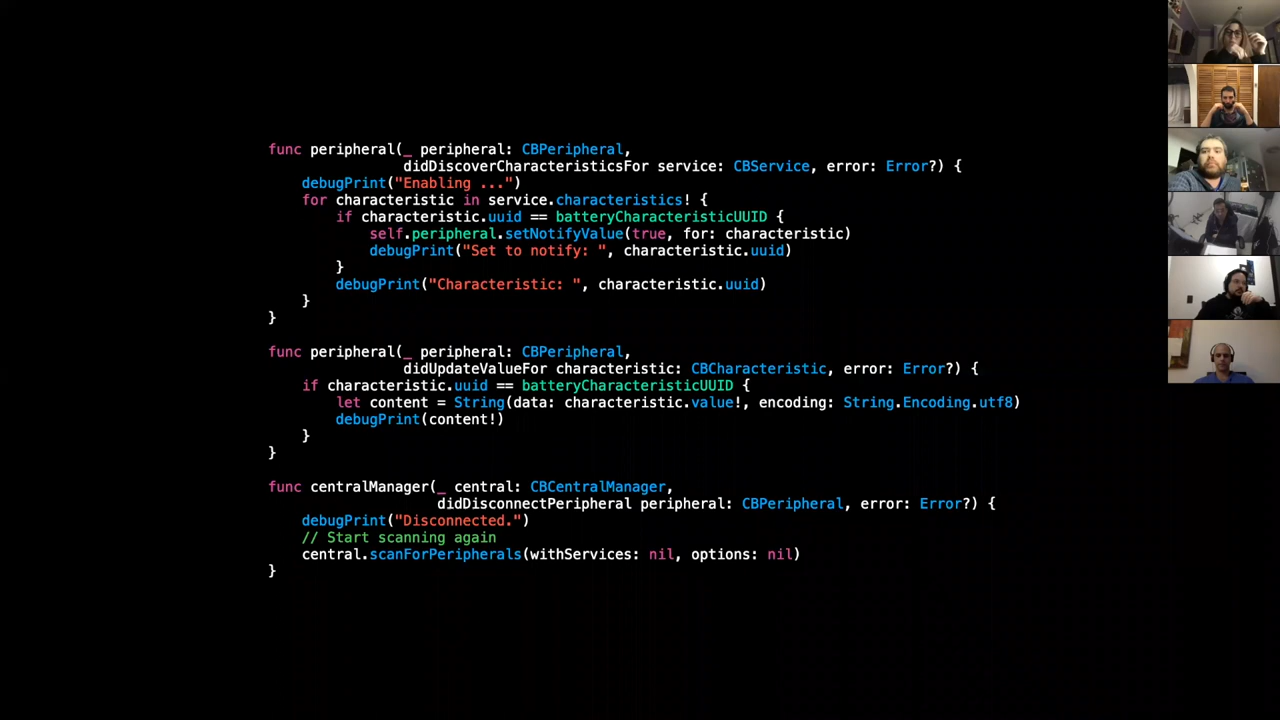 func peripheral(_ peripheral: CBPeripheral,
didDiscoverCharacteristicsFor service: CBService, error: Error?) {
debugPrint("Enabling ...")
for characteristic in service.characteristics! {
if characteristic.uuid == batteryCharacteristicUUID {
self.peripheral.setNotifyValue(true, for: characteristic)
debugPrint("Set to notify: ", characteristic.uuid)
}
debugPrint("Characteristic: ", characteristic.uuid)
}
}
func peripheral(_ peripheral: CBPeripheral,
didUpdateValueFor characteristic: CBCharacteristic, error: Error?) {
if characteristic.uuid == batteryCharacteristicUUID {
let content = String(data: characteristic.value!, encoding: String.Encoding.utf8)
debugPrint(content!)
}
}
func centralManager(_ central: CBCentralManager,
didDisconnectPeripheral peripheral: CBPeripheral, error: Error?) {
debugPrint("Disconnected.")
// Start scanning again
central.scanForPeripherals(withServices: nil, options: nil)
}